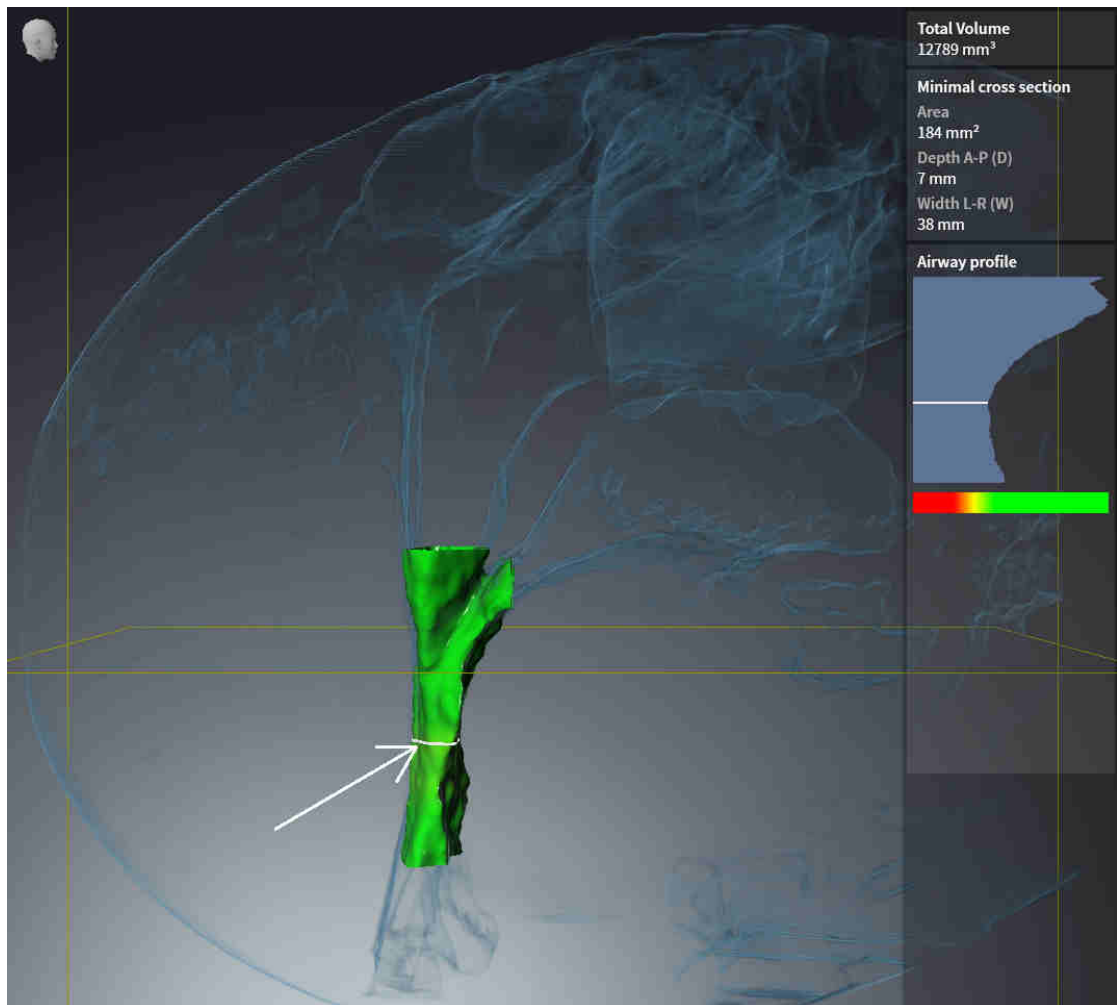 Total Volume
12789 mm³
Minimal cross section
Area
184 mm²
Depth A-P (D)
7 mm
Width L-R (W)
38 mm
Airway profile